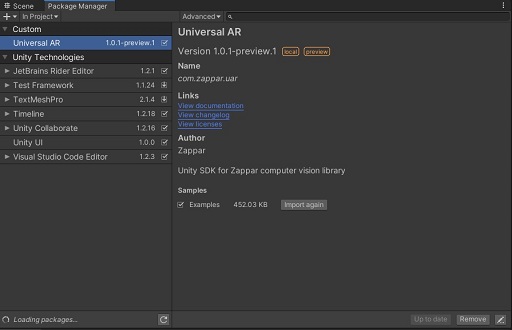 Scene
Package Manager
In Project
Advanced
Custom
Universal AR 1.0.1-preview.1
Unity Technologies
JetBrains Rider Editor 1.2.1
Test Framework 1.1.24
TextMeshPro 2.1.4
Timeline 1.2.18
Unity Collaborate 1.2.16
Unity UI 1.0.0
Visual Studio Code Editor 1.2.3
Loading packages...
Universal AR
Version 1.0.1-preview.1 local preview
Name
com.zappar.uar
Links
View documentation
View changelog
View licenses
Author
Zappar
Unity SDK for Zappar computer vision library
Samples
Examples 452.03 KB Import again
Up to date Remove